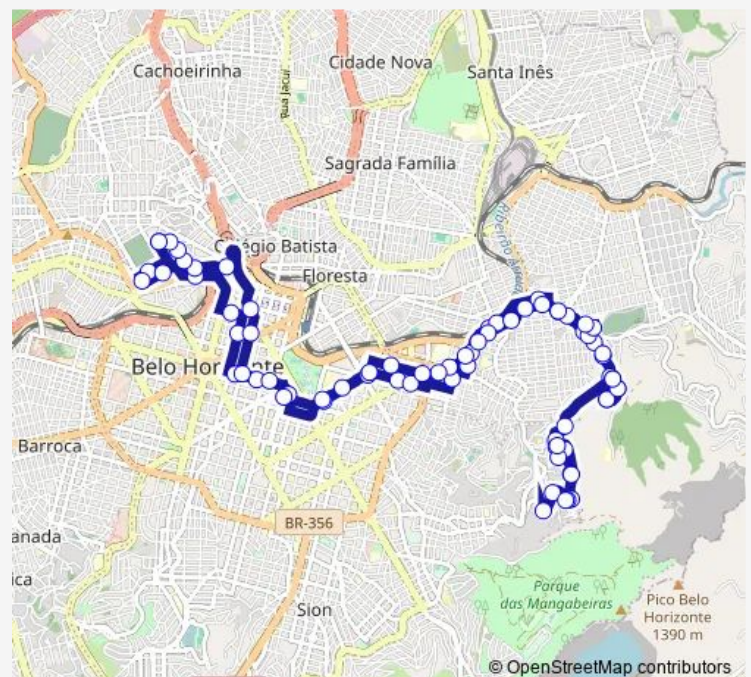 Cachoeirinha
Cidade Nova
Santa Inês
Rua Jacuí
Sagrada Família
Colégio Batista
Floresta
Belo Horizonte
Barroca
anada
ica
BR-356
Sion
Parque
das Mangabeiras
Pico Belo
Horizonte
1390 m
© OpenStreetMap contributors